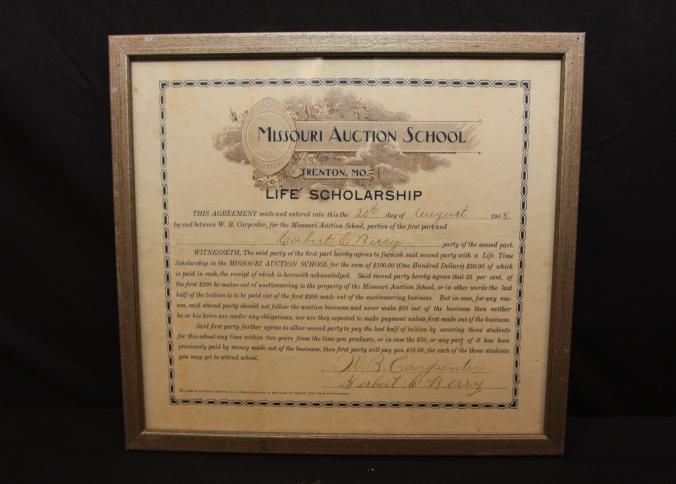 MISSOURI AUCTION SCHOOL
TRENTON, MO.
LIFE SCHOLARSHIP
THIS AGREEMENT made and entered into this the 20th day of August 1908.
by and between W. B. Carpenter, for the Missouri Auction School, parties of the first part and
Herbert C Berry party of the second part.
WITNESSETH, The said party of the first part hereby agrees to furnish said second party with a Life Time
Scholarship in the MISSOURI AUCTION SCHOOL for the sum of $100.00 (One Hundred Dollars) $50.00 of which
is paid in cash, the receipt of which is herewith acknowledged. Said second party hereby agrees that 25 per cent. of
the first $200 he makes out of auctioneering is the property of the Missouri Auction School, or in other words the last
half of the tuition is to be paid out of the first $200 made out of the auctioneering business. But in case, for any rea-
son, said second party should not follow the auction business and never make $50 out of the business then neither
he or his heirs are under any obligations, nor are they expected to make payment unless first made out of the business.
Said first party further agrees to allow second party to pay the last half of tuition by securing three students
for this school any time within two years from the time you graduate, or in case the $50, or any part of it has been
previously paid by money made out of the business, then first party will pay you $16.66, for each of the three students
you may get to attend school.
W. B. Carpenter
Herbert C Berry